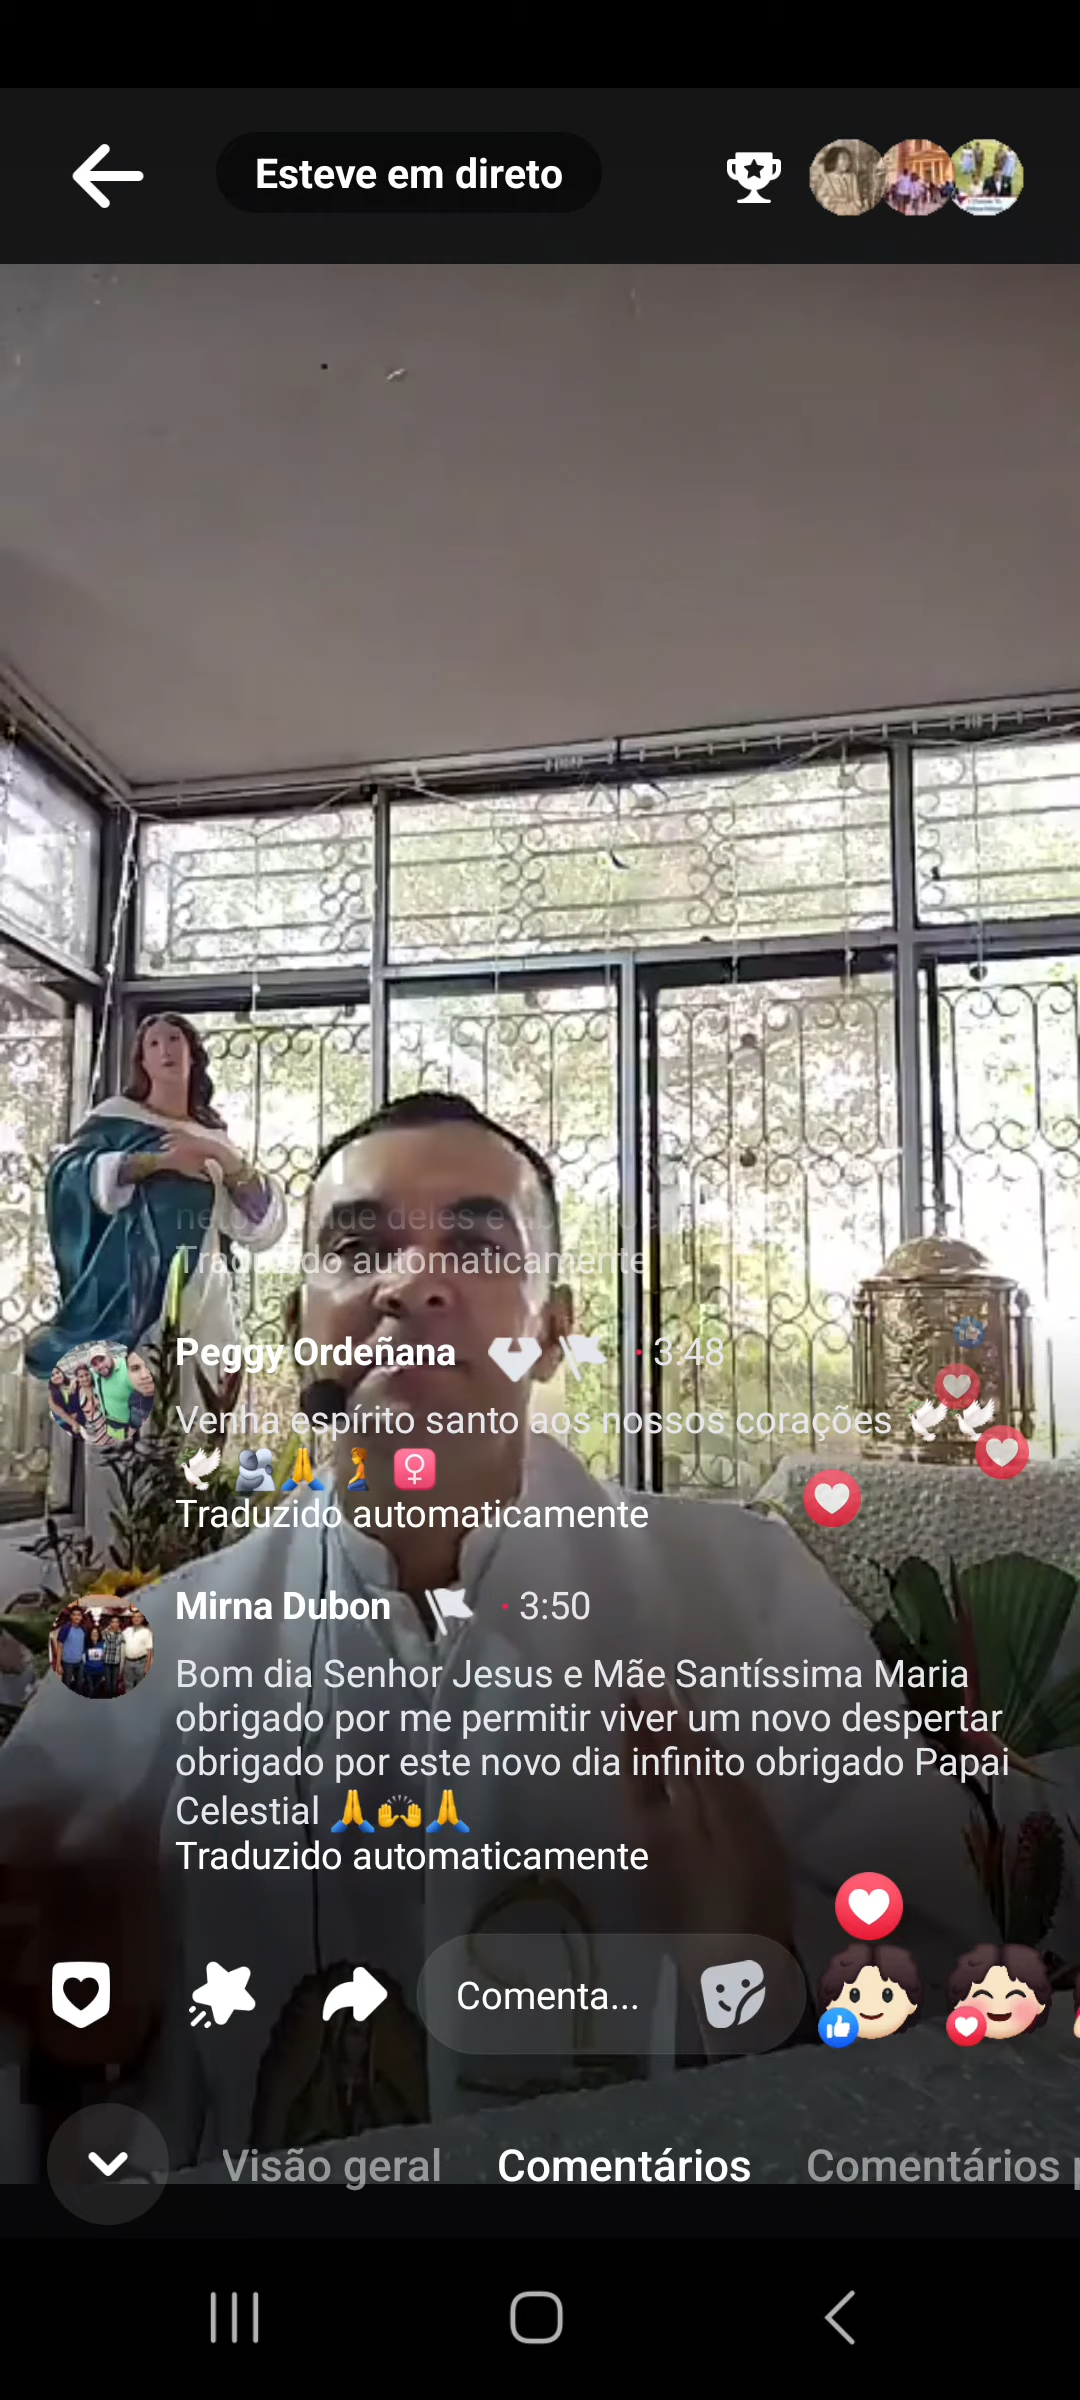 Esteve em direto
deles e
Traduzido automaticamente
Peggy Ordeñana · 3:48
Venha espírito santo aos nossos corações 🕊️🕊️
🕊️🫂🙏🧎♀️
Traduzido automaticamente
Mirna Dubon · 3:50
Bom dia Senhor Jesus e Mãe Santíssima Maria
obrigado por me permitir viver um novo despertar
obrigado por este novo dia infinito obrigado Papai
Celestial 🙏🙌🙏
Traduzido automaticamente
Comenta...
Visão geral Comentários Comentários